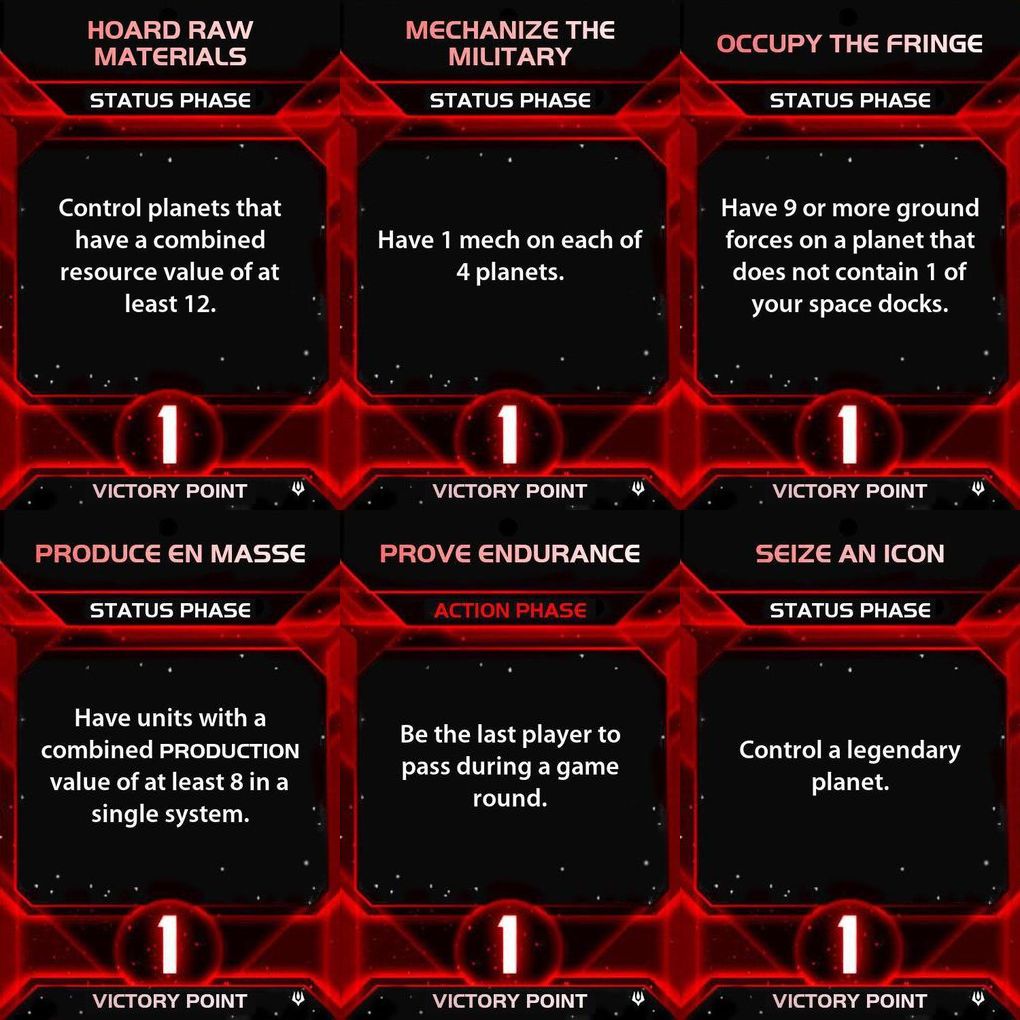 HOARD RAW
MATERIALS
STATUS PHASE
Control planets that
have a combined
resource value of at
least 12.
1
VICTORY POINT
MECHANIZE THE
MILITARY
STATUS PHASE
Have 1 mech on each of
4 planets.
1
VICTORY POINT
OCCUPY THE FRINGE
STATUS PHASE
Have 9 or more ground
forces on a planet that
does not contain 1 of
your space docks.
1
VICTORY POINT
PRODUCE EN MASSE
STATUS PHASE
Have units with a
combined PRODUCTION
value of at least 8 in a
single system.
1
VICTORY POINT
PROVE ENDURANCE
ACTION PHASE
Be the last player to
pass during a game
round.
1
VICTORY POINT
SEIZE AN ICON
STATUS PHASE
Control a legendary
planet.
1
VICTORY POINT